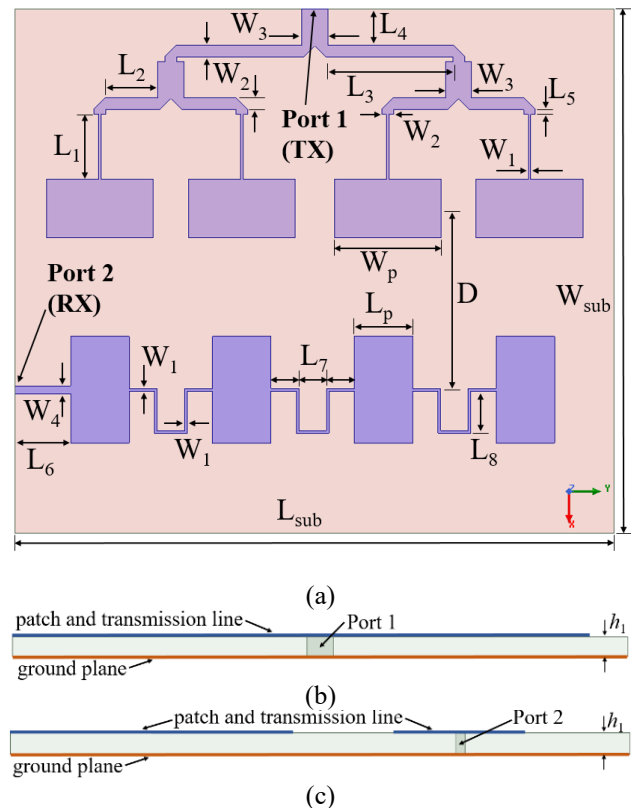 W₃
L₄
L₂
W₂
L₃
W₃
L₅
Port 1
(TX)
W₂
L₁
W₁
Wₚ
D
W_sub
Port 2
(RX)
Lₚ
W₁
L₇
W₄
W₁
L₈
L₆
L_sub
Z
Y
X
(a)
patch and transmission line
Port 1
h₁
ground plane
(b)
patch and transmission line
Port 2
h₁
ground plane
(c)